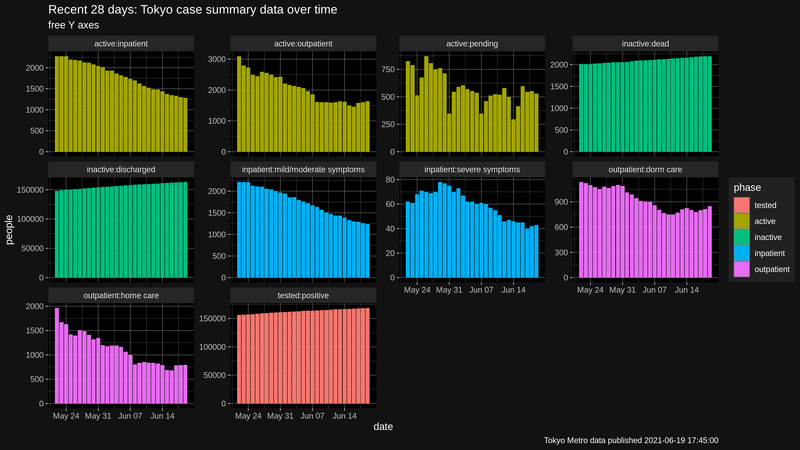 Recent 28 days: Tokyo case summary data over time
free Y axes
active:inpatient
active:outpatient
active:pending
inactive:dead
2000
1500
1000
500
0
3000
2000
1000
0
750
500
250
0
2000
1500
1000
500
0
inactive:discharged
inpatient:mild/moderate symptoms
inpatient:severe symptoms
outpatient:dorm care
150000
100000
50000
0
2000
1500
1000
500
0
80
60
40
20
0
900
600
300
0
May 24 May 31 Jun 07 Jun 14
May 24 May 31 Jun 07 Jun 14
outpatient:home care
tested:positive
2000
1500
1000
500
0
150000
100000
50000
0
May 24 May 31 Jun 07 Jun 14
May 24 May 31 Jun 07 Jun 14
people
date
phase
tested
active
inactive
inpatient
outpatient
Tokyo Metro data published 2021-06-19 17:45:00